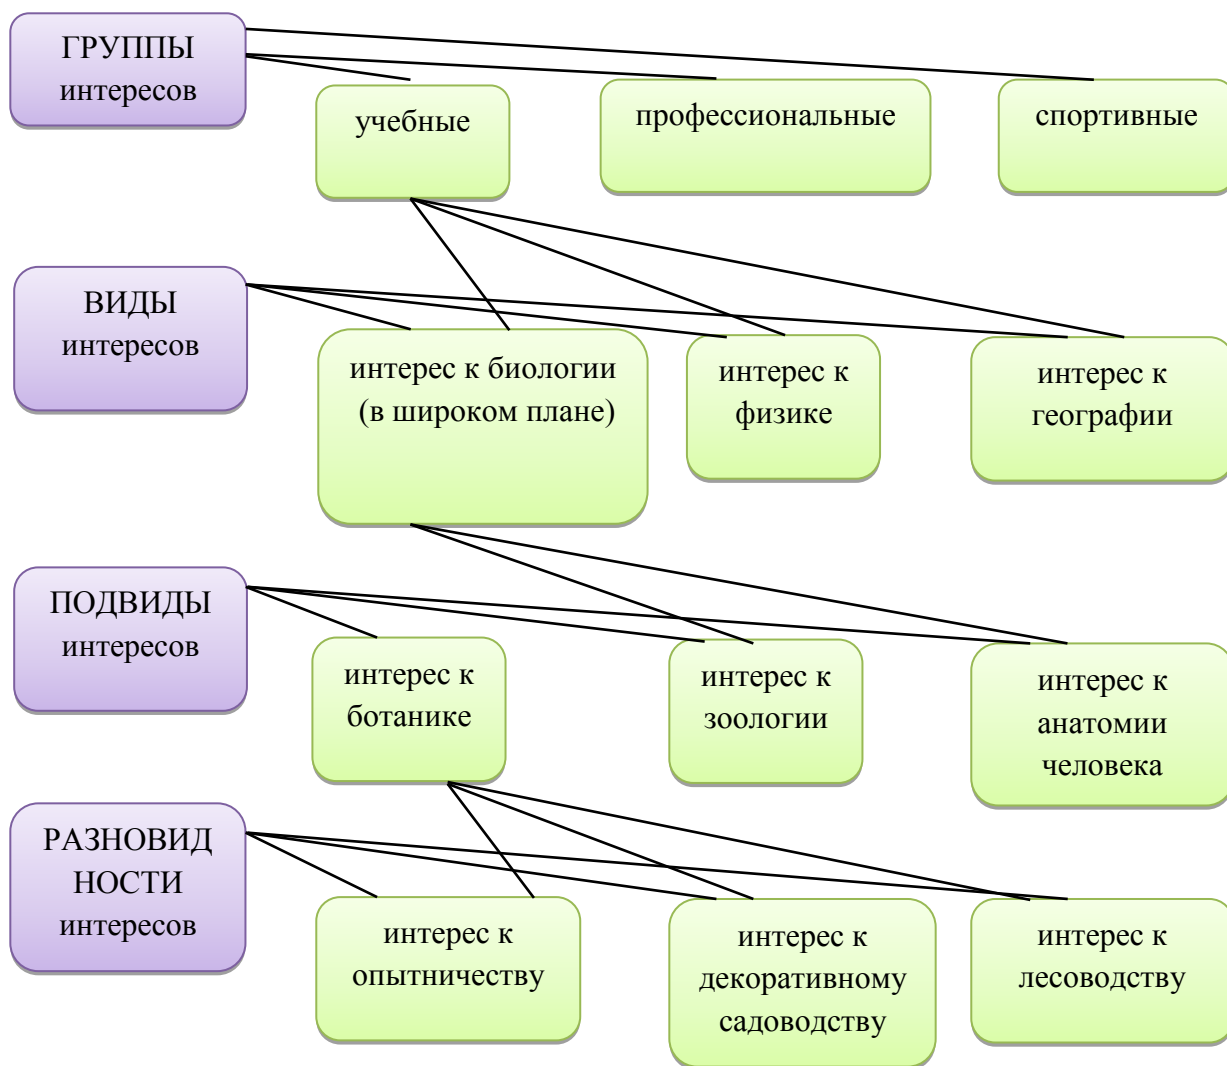 ГРУППЫ
интересов
учебные
профессиональные
спортивные
ВИДЫ
интересов
интерес к биологии
(в широком плане)
интерес к
физике
интерес к
географии
ПОДВИДЫ
интересов
интерес к
ботанике
интерес к
зоологии
интерес к
анатомии
человека
РАЗНОВИД
НОСТИ
интересов
интерес к
опытничеству
интерес к
декоративному
садоводству
интерес к
лесоводству